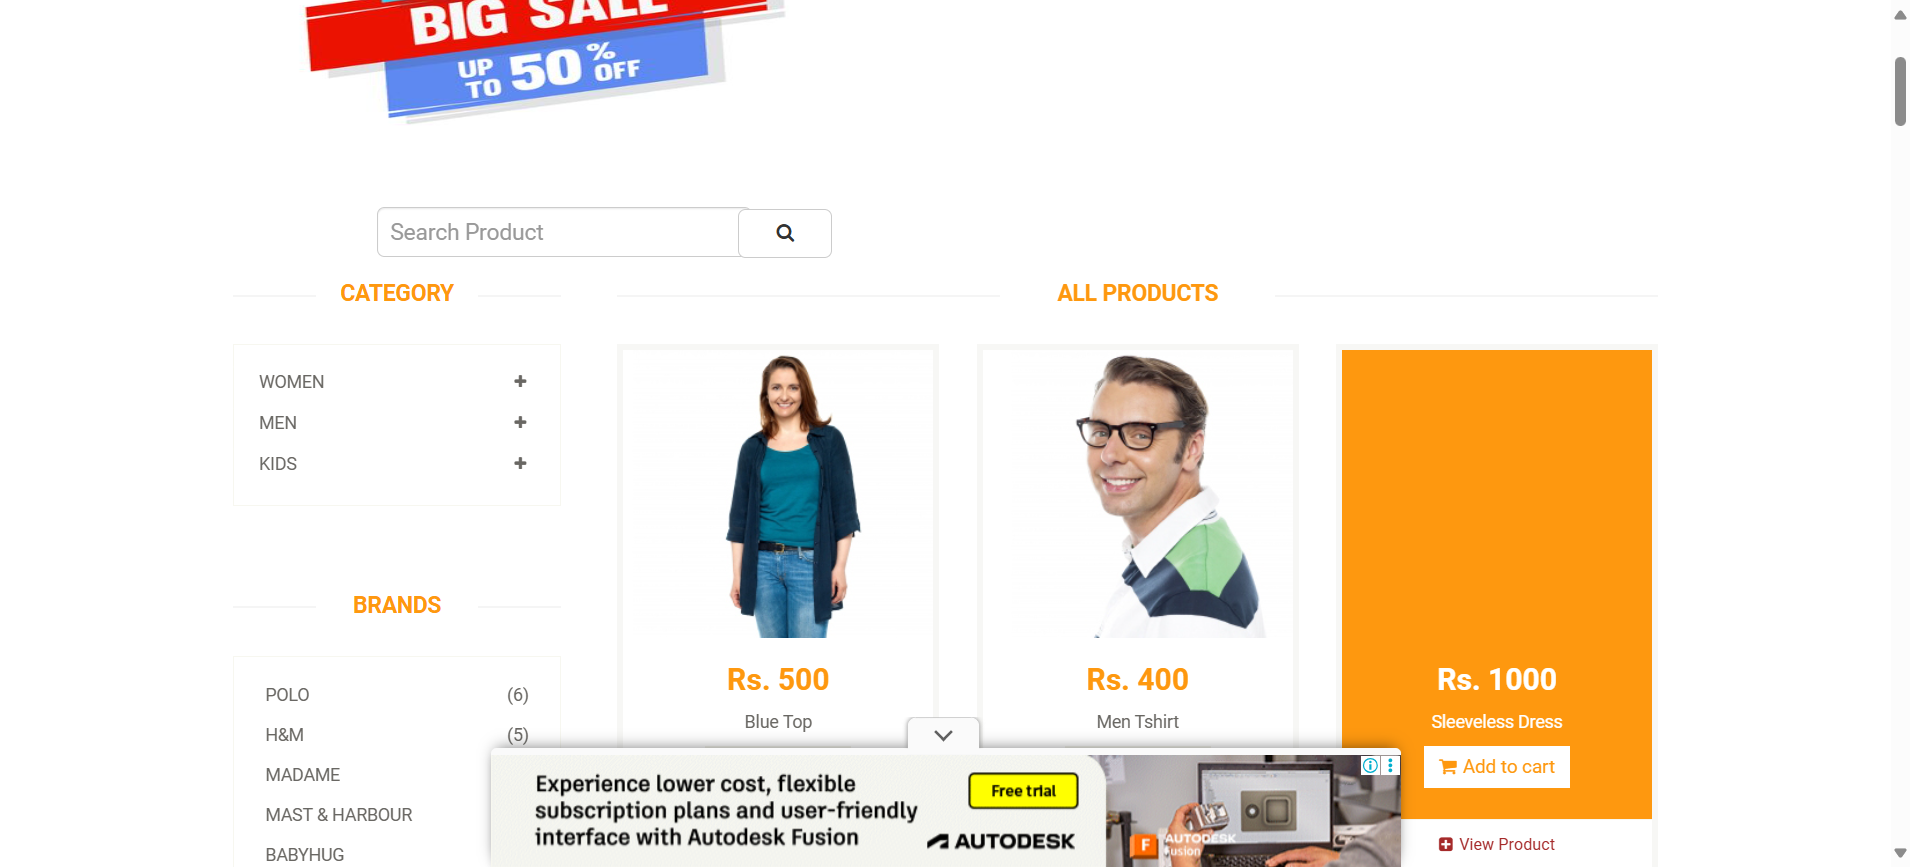 BIG SALE
UP TO 50% OFF
Search Product
CATEGORY
WOMEN
MEN
KIDS
BRANDS
POLO (6)
H&M (5)
MADAME
MAST & HARBOUR
BABYHUG
ALL PRODUCTS
Rs. 500
Blue Top
Rs. 400
Men Tshirt
Rs. 1000
Sleeveless Dress
Add to cart
View Product
Experience lower cost, flexible
subscription plans and user-friendly
interface with Autodesk Fusion
Free trial
AUTODESK
F AUTODESK
Fusion